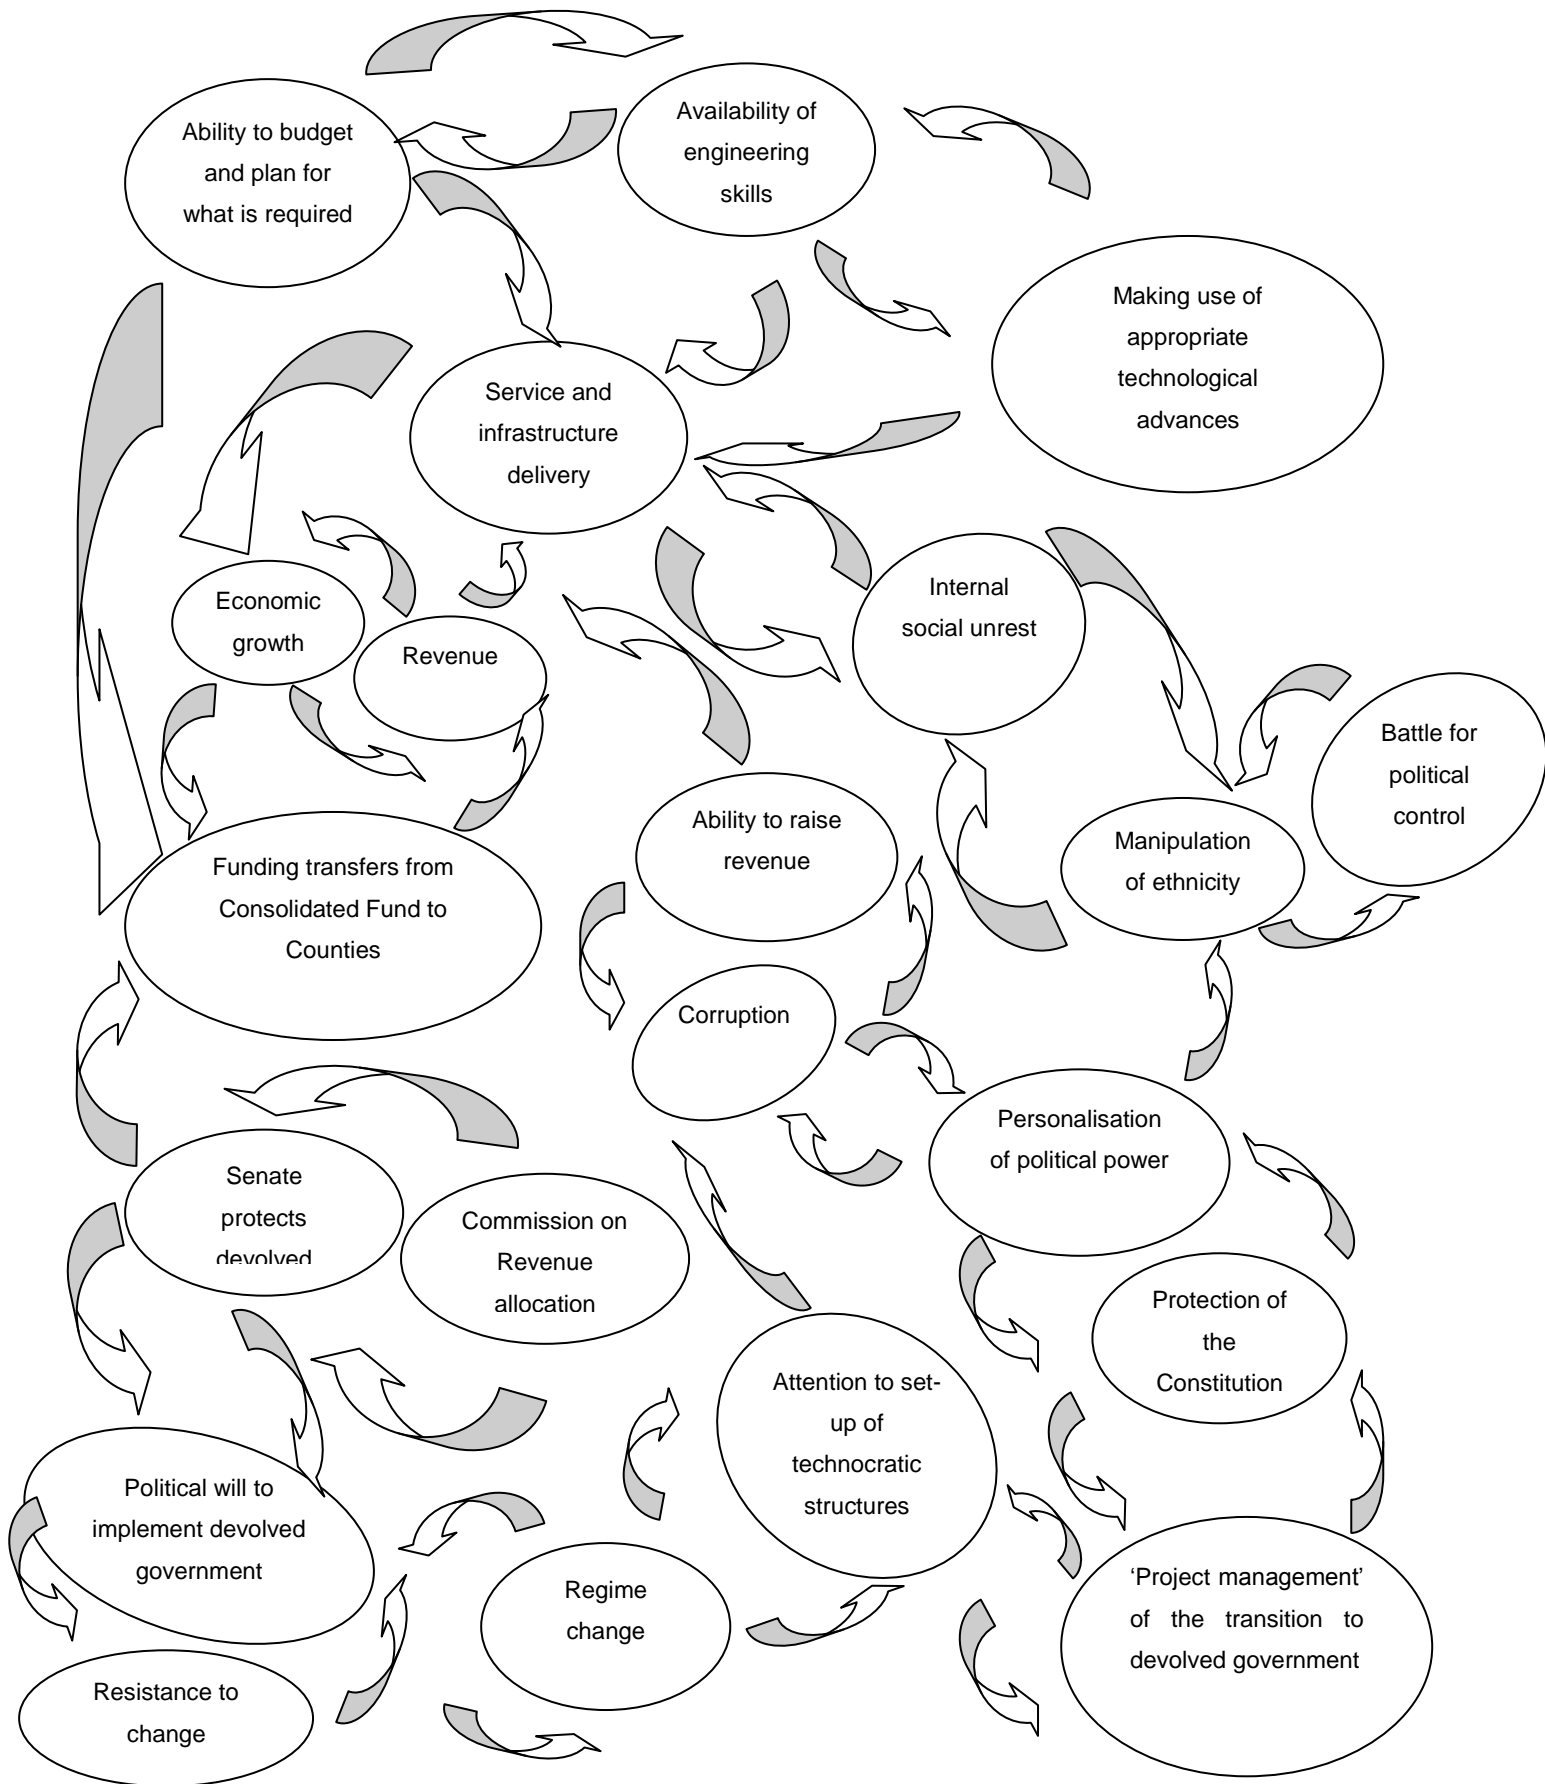 Ability to budget
and plan for
what is required
Availability of
engineering
skills
Making use of
appropriate
technological
advances
Service and
infrastructure
delivery
Economic
growth
Revenue
Internal
social unrest
Battle for
political
control
Ability to raise
revenue
Manipulation
of ethnicity
Funding transfers from
Consolidated Fund to
Counties
Corruption
Personalisation
of political power
Senate
protects
devolved
Commission on
Revenue
allocation
Protection of
the
Constitution
Attention to set-
up of
technocratic
structures
Political will to
implement devolved
government
Regime
change
‘Project management’
of the transition to
devolved government
Resistance to
change